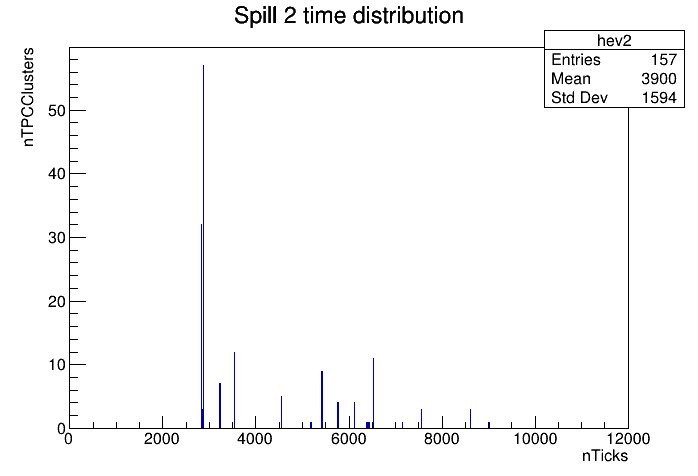 Spill 2 time distribution
hev2
Entries 157
Mean 3900
Std Dev 1594
nTPCClusters
50
40
30
20
10
0
0 2000 4000 6000 8000 10000 12000
nTicks